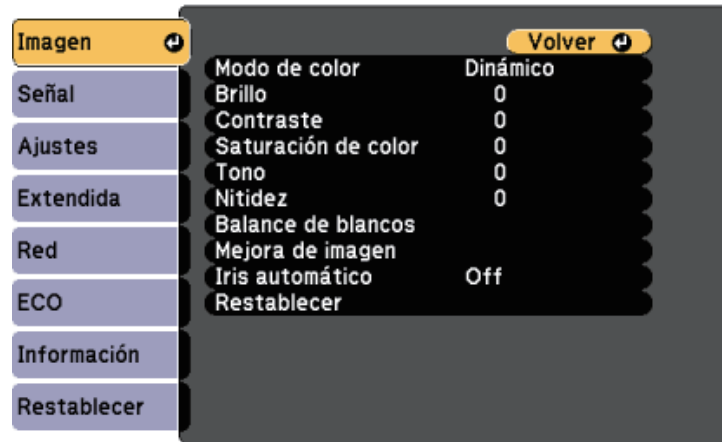 Imagen
Señal
Ajustes
Extendida
Red
ECO
Información
Restablecer
Volver
Modo de color Dinámico
Brillo 0
Contraste 0
Saturación de color 0
Tono 0
Nitidez 0
Balance de blancos
Mejora de imagen
Iris automático Off
Restablecer